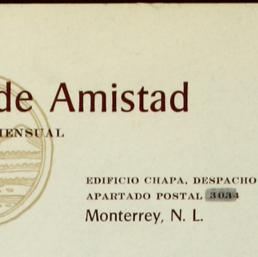 de Amistad
MENSUAL
EDIFICIO CHAPA, DESPACHO
APARTADO POSTAL 3034
Monterrey, N. L.